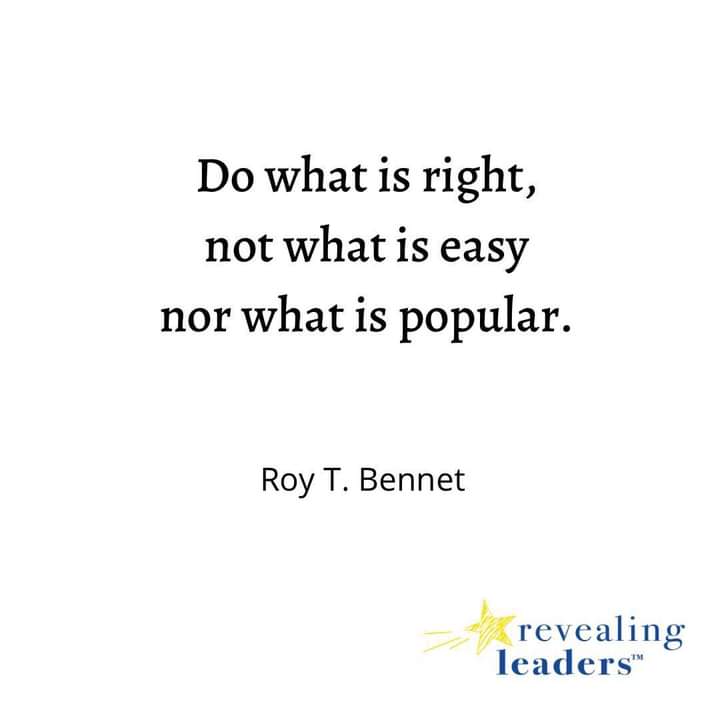 Do what is right,
not what is easy
nor what is popular.
Roy T. Bennet
revealing
leaders™